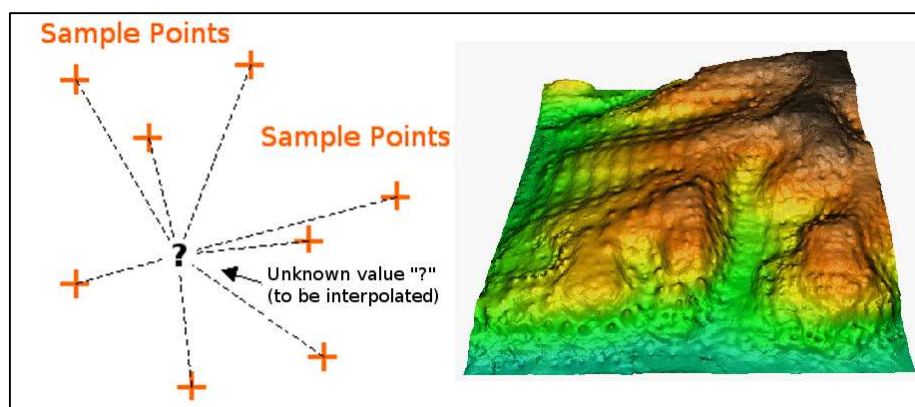 Sample Points
Sample Points
?
Unknown value "?"
(to be interpolated)